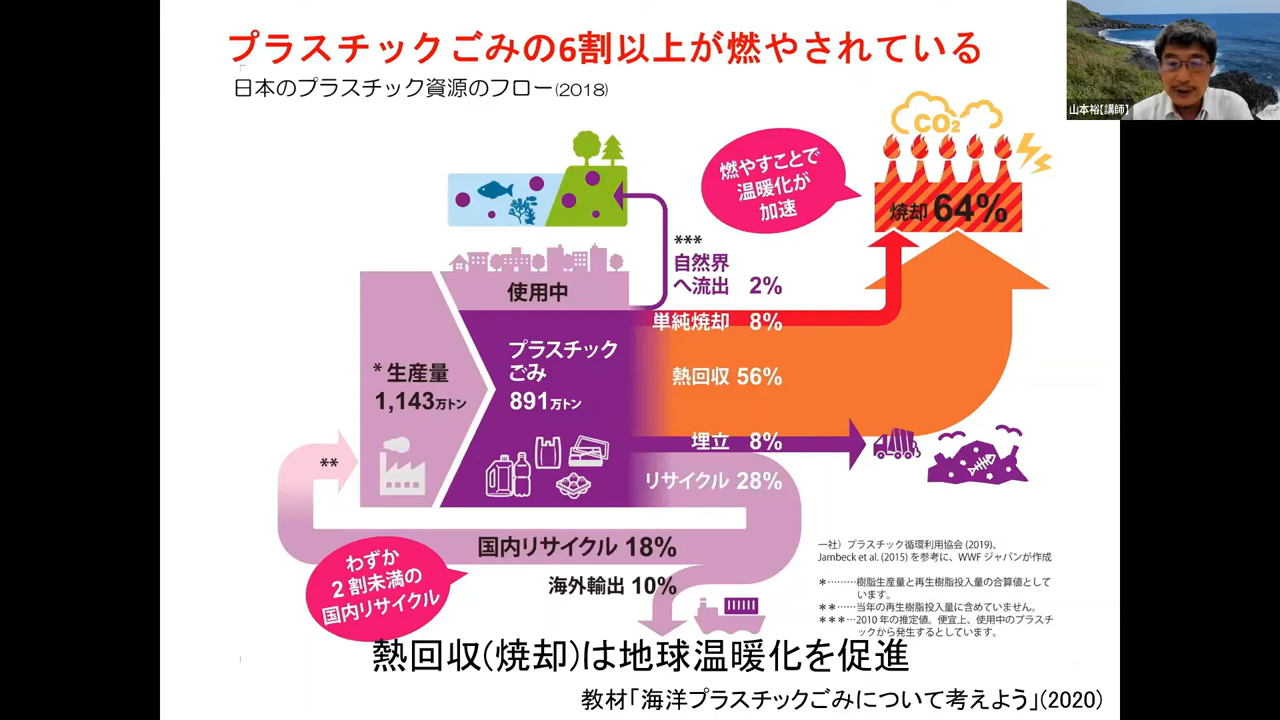 プラスチックごみの6割以上が燃やされている
日本のプラスチック資源のフロー(2018)
山本裕【講師】
CO₂
燃やすことで
温暖化が
加速
焼却 64%
***
自然界
へ流出 2%
使用中
単純焼却 8%
プラスチック
ごみ
891万トン
*生産量
1,143万トン
熱回収 56%
埋立 8%
**
リサイクル 28%
国内リサイクル 18%
海外輸出 10%
わずか
2割未満の
国内リサイクル
一社）プラスチック循環利用協会(2019)、
Jambeck et al. (2015) を参考に、WWF ジャパンが作成
*………樹脂生産量と再生樹脂投入量の合算値として
います。
**……当年の再生樹脂投入量に含めていません。
***…2010年の推定値。便宜上、使用中のプラスチ
ックから発生するとしています。
熱回収(焼却)は地球温暖化を促進
教材「海洋プラスチックごみについて考えよう」(2020)